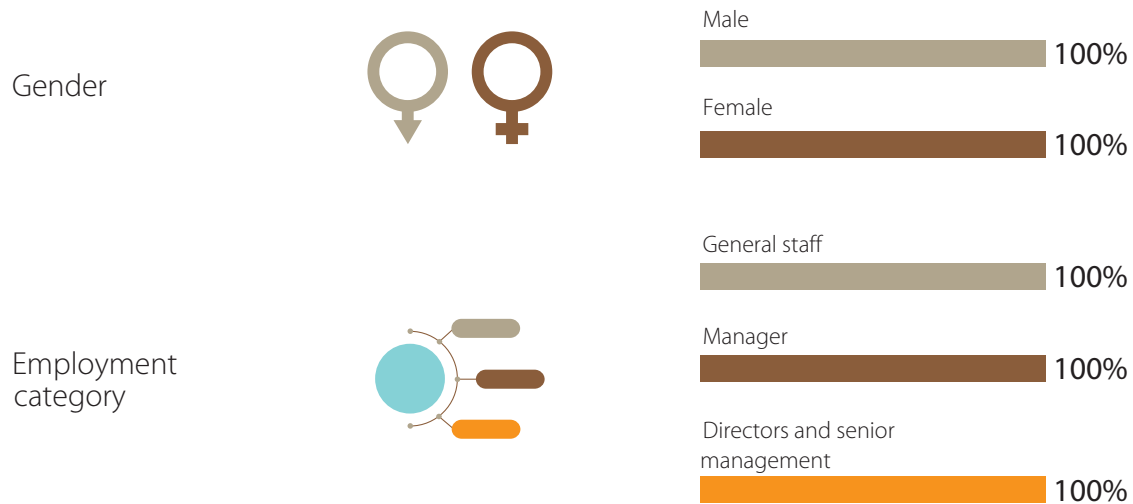 Gender
Male
100%
Female
100%
Employment
category
General staff
100%
Manager
100%
Directors and senior
management
100%